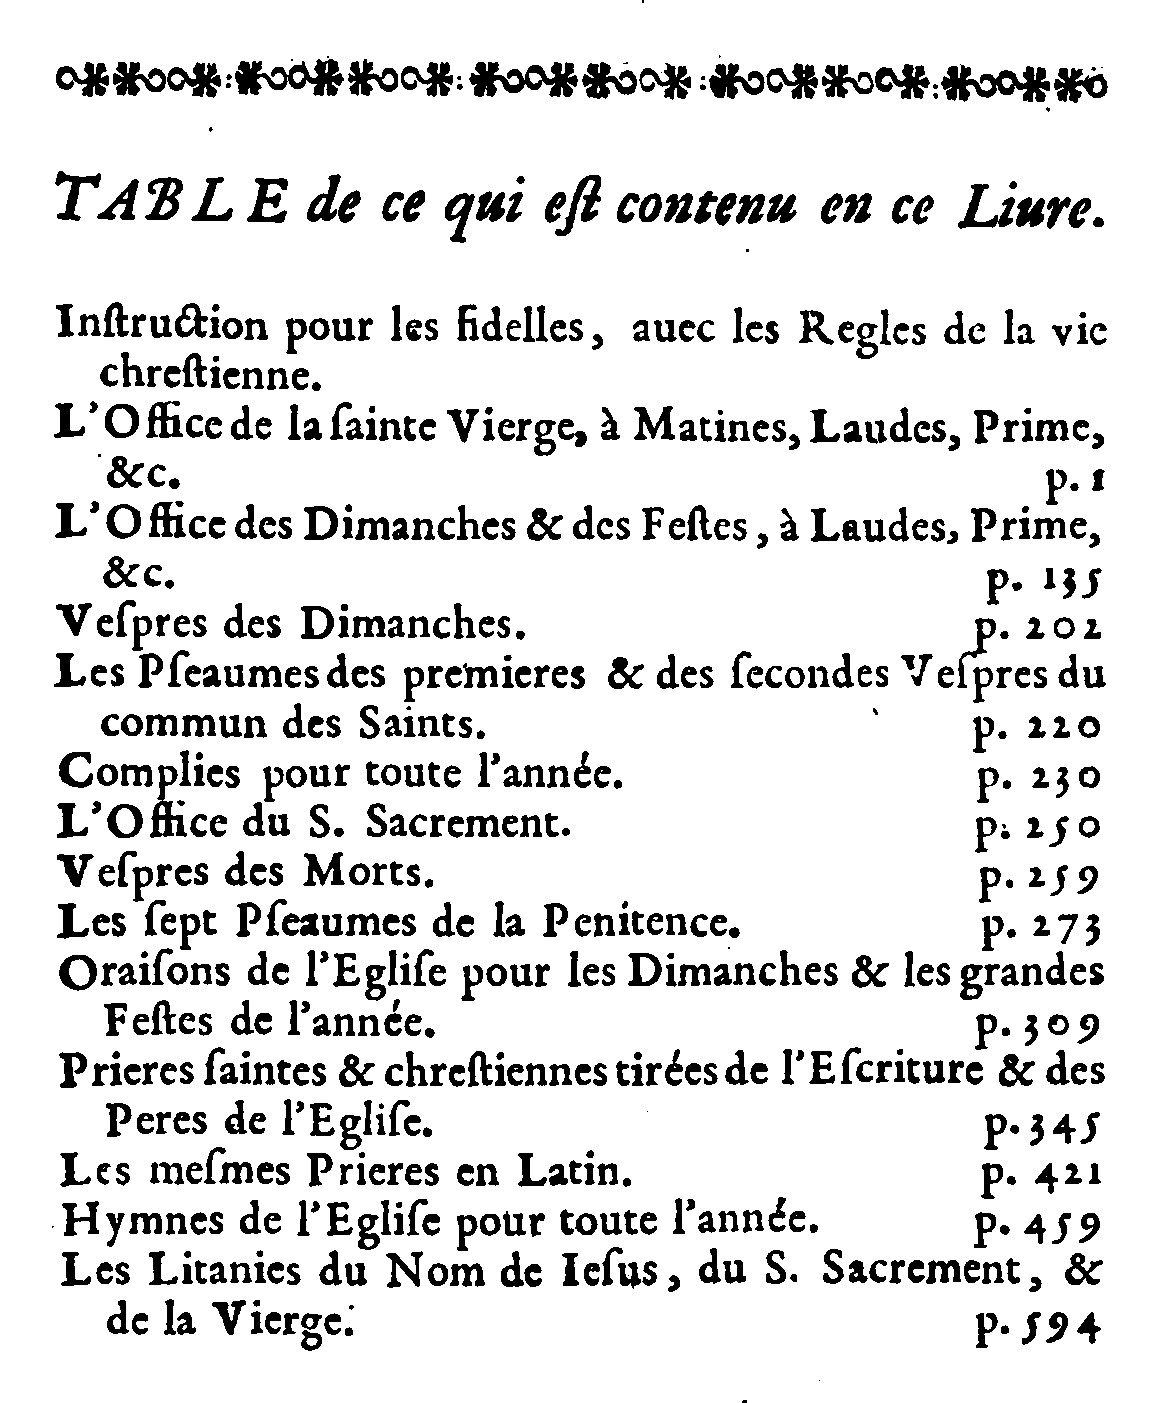 TABLE de ce qui eſt contenu en ce Liure.
Inſtruction pour les fidelles, auec les Regles de la vie
chreſtienne.
L'Office de la ſainte Vierge, à Matines, Laudes, Prime,
&c. p. 1
L'Office des Dimanches & des Feſtes, à Laudes, Prime,
&c. p. 135
Veſpres des Dimanches. p. 202
Les Pſeaumes des premieres & des ſecondes Veſpres du
commun des Saints. p. 220
Complies pour toute l'année. p. 230
L'Office du S. Sacrement. p. 250
Veſpres des Morts. p. 259
Les ſept Pſeaumes de la Penitence. p. 273
Oraiſons de l'Egliſe pour les Dimanches & les grandes
Feſtes de l'année. p. 309
Prieres ſaintes & chreſtiennes tirées de l'Eſcriture & des
Peres de l'Egliſe. p. 345
Les meſmes Prieres en Latin. p. 421
Hymnes de l'Egliſe pour toute l'année. p. 459
Les Litanies du Nom de Ieſus, du S. Sacrement, &
de la Vierge. p. 594